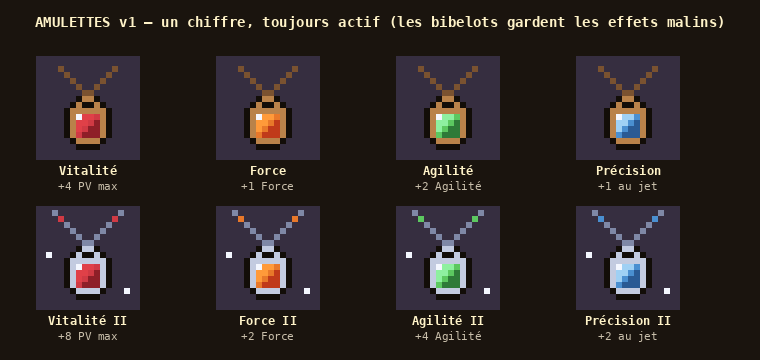 AMULETTES v1 — un chiffre, toujours actif (les bibelots gardent les effets malins)
Vitalité
+4 PV max
Force
+1 Force
Agilité
+2 Agilité
Précision
+1 au jet
Vitalité II
+8 PV max
Force II
+2 Force
Agilité II
+4 Agilité
Précision II
+2 au jet